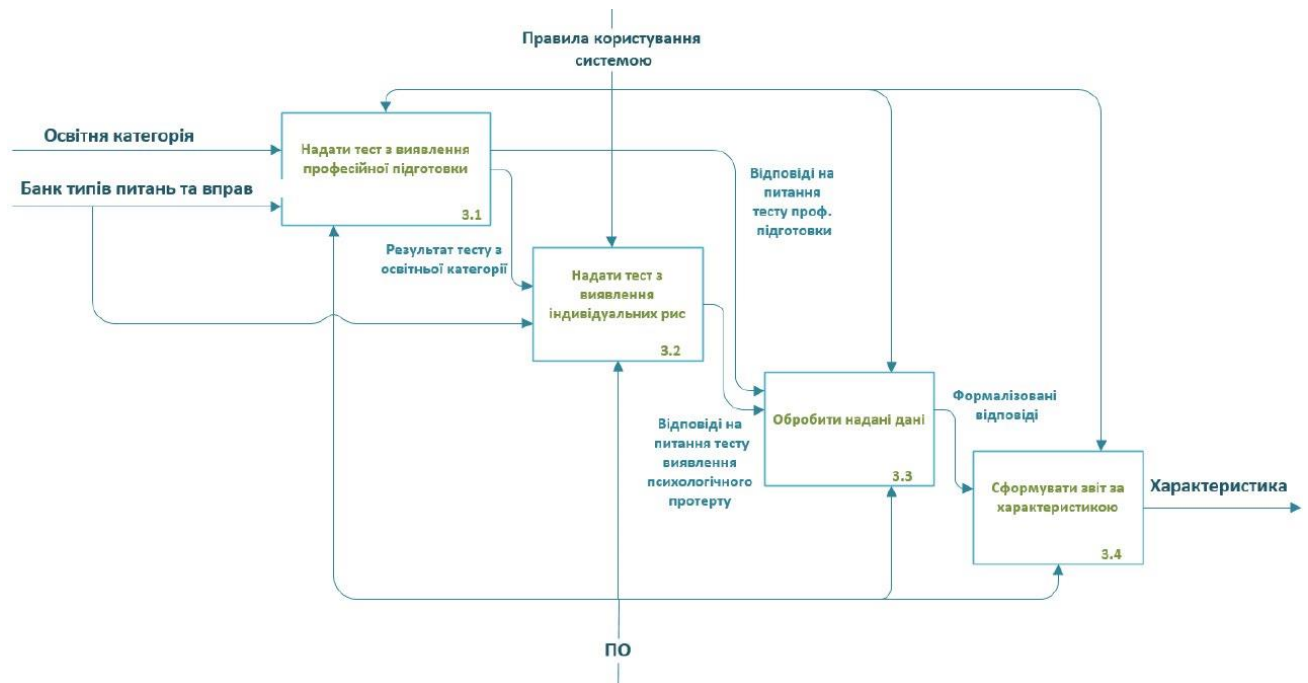 Правила користування
системою
Освітня категорія
Надати тест з виявлення
професійної підготовки
3.1
Банк типів питань та вправ
Відповіді на
питання
тесту проф.
підготовки
Результат тесту з
освітньої категорії
Надати тест з
виявлення
індивідуальних рис
3.2
Відповіді на
питання тесту
виявлення
психологічного
протерту
Обробити надані дані
3.3
Формалізовані
відповіді
Сформувати звіт за
характеристикою
3.4
Характеристика
ПО